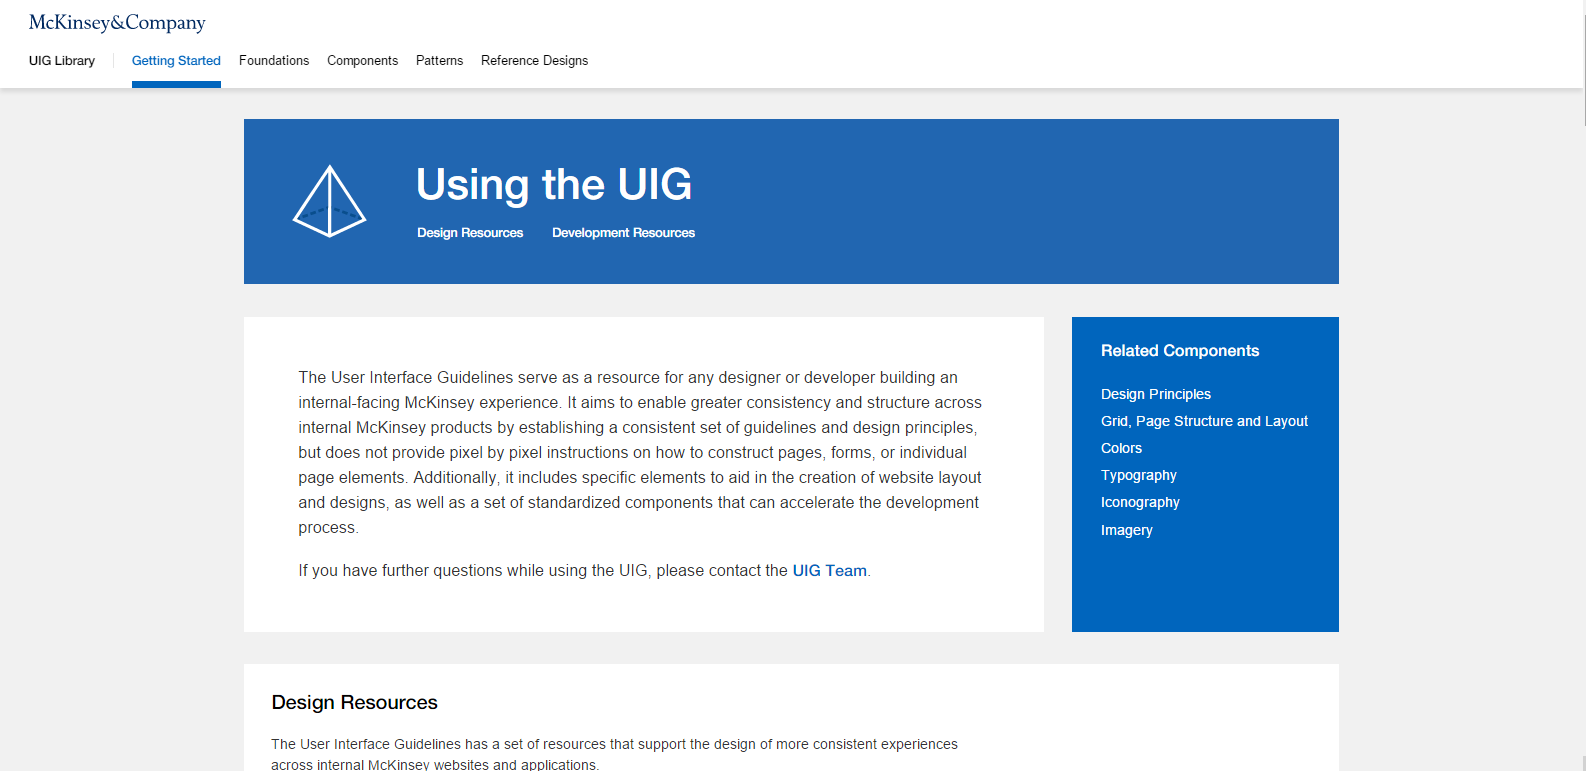 McKinsey&Company
UIG Library
Getting Started
Foundations
Components
Patterns
Reference Designs
Using the UIG
Design Resources
Development Resources
The User Interface Guidelines serve as a resource for any designer or developer building an
internal-facing McKinsey experience. It aims to enable greater consistency and structure across
internal McKinsey products by establishing a consistent set of guidelines and design principles,
but does not provide pixel by pixel instructions on how to construct pages, forms, or individual
page elements. Additionally, it includes specific elements to aid in the creation of website layout
and designs, as well as a set of standardized components that can accelerate the development
process.
If you have further questions while using the UIG, please contact the UIG Team.
Related Components
Design Principles
Grid, Page Structure and Layout
Colors
Typography
Iconography
Imagery
Design Resources
The User Interface Guidelines has a set of resources that support the design of more consistent experiences
across internal McKinsey websites and applications.